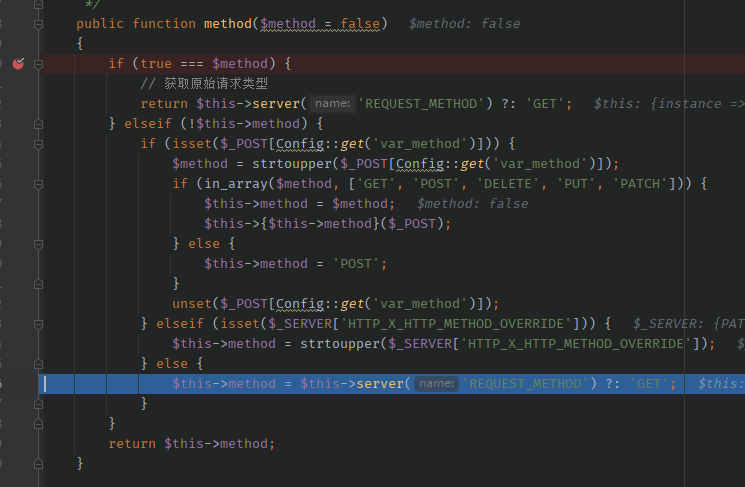 */
public function method($method = false)   $method: false
{
if (true === $method) {
// 获取原始请求类型
return $this->server( name: 'REQUEST_METHOD') ?: 'GET';   $this: {instance =>
} elseif (!$this->method) {
if (isset($_POST[Config::get('var_method')])) {
$method = strtoupper($_POST[Config::get('var_method')]);
if (in_array($method, ['GET', 'POST', 'DELETE', 'PUT', 'PATCH'])) {
$this->method = $method;   $method: false
$this->{$this->method}($_POST);
} else {
$this->method = 'POST';
}
unset($_POST[Config::get('var_method')]);
} elseif (isset($_SERVER['HTTP_X_HTTP_METHOD_OVERRIDE'])) {   $_SERVER: {PAT
$this->method = strtoupper($_SERVER['HTTP_X_HTTP_METHOD_OVERRIDE']);   $
} else {
$this->method = $this->server( name: 'REQUEST_METHOD') ?: 'GET';   $this:
}
}
return $this->method;
}